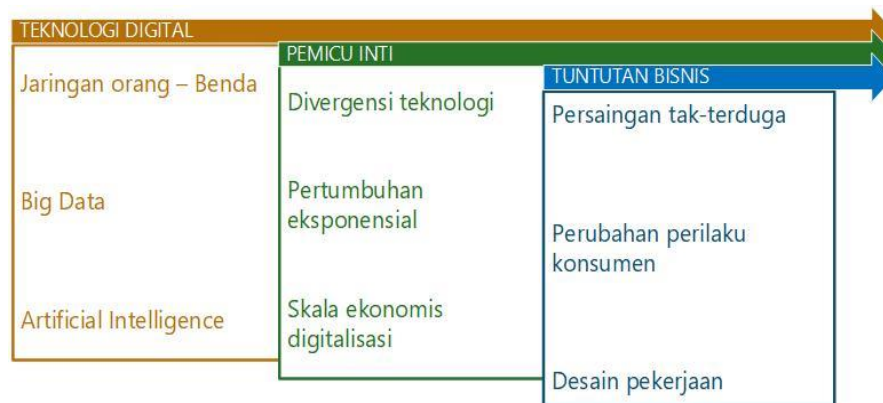 TEKNOLOGI DIGITAL
Jaringan orang – Benda
Big Data
Artificial Intelligence
PEMICU INTI
Divergensi teknologi
Pertumbuhan
eksponensial
Skala ekonomis
digitalisasi
TUNTUTAN BISNIS
Persaingan tak-terduga
Perubahan perilaku
konsumen
Desain pekerjaan